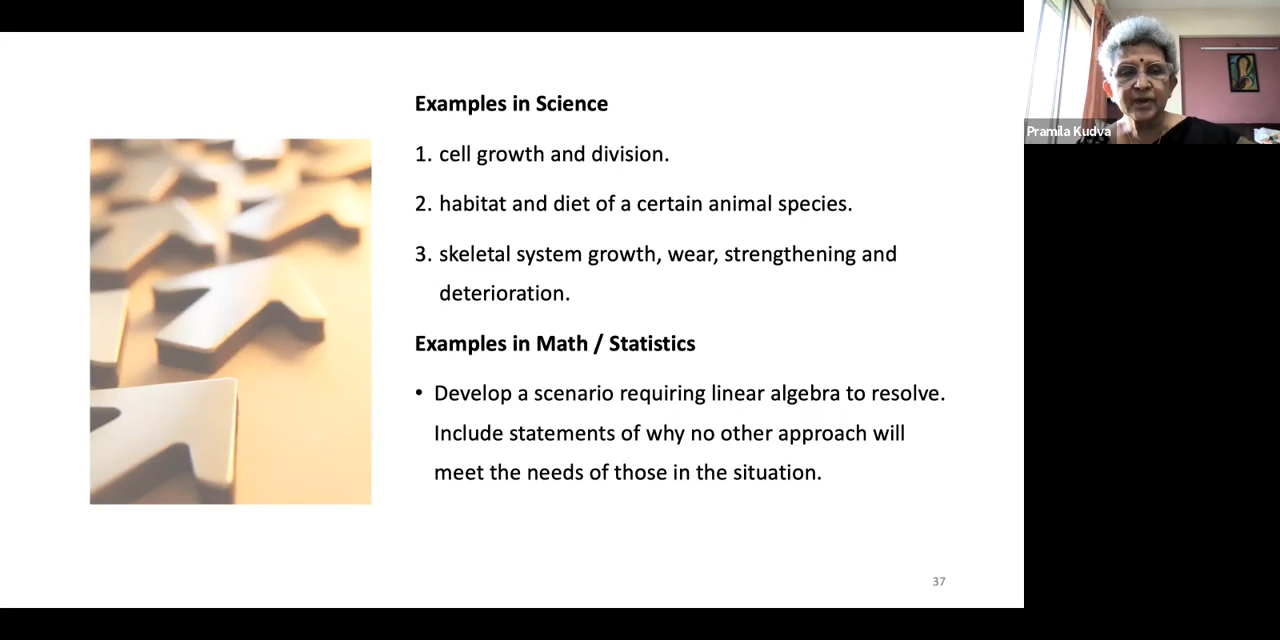 Examples in Science
1. cell growth and division.
2. habitat and diet of a certain animal species.
3. skeletal system growth, wear, strengthening and
deterioration.
Examples in Math / Statistics
• Develop a scenario requiring linear algebra to resolve.
Include statements of why no other approach will
meet the needs of those in the situation.
37
Pramila Kudva